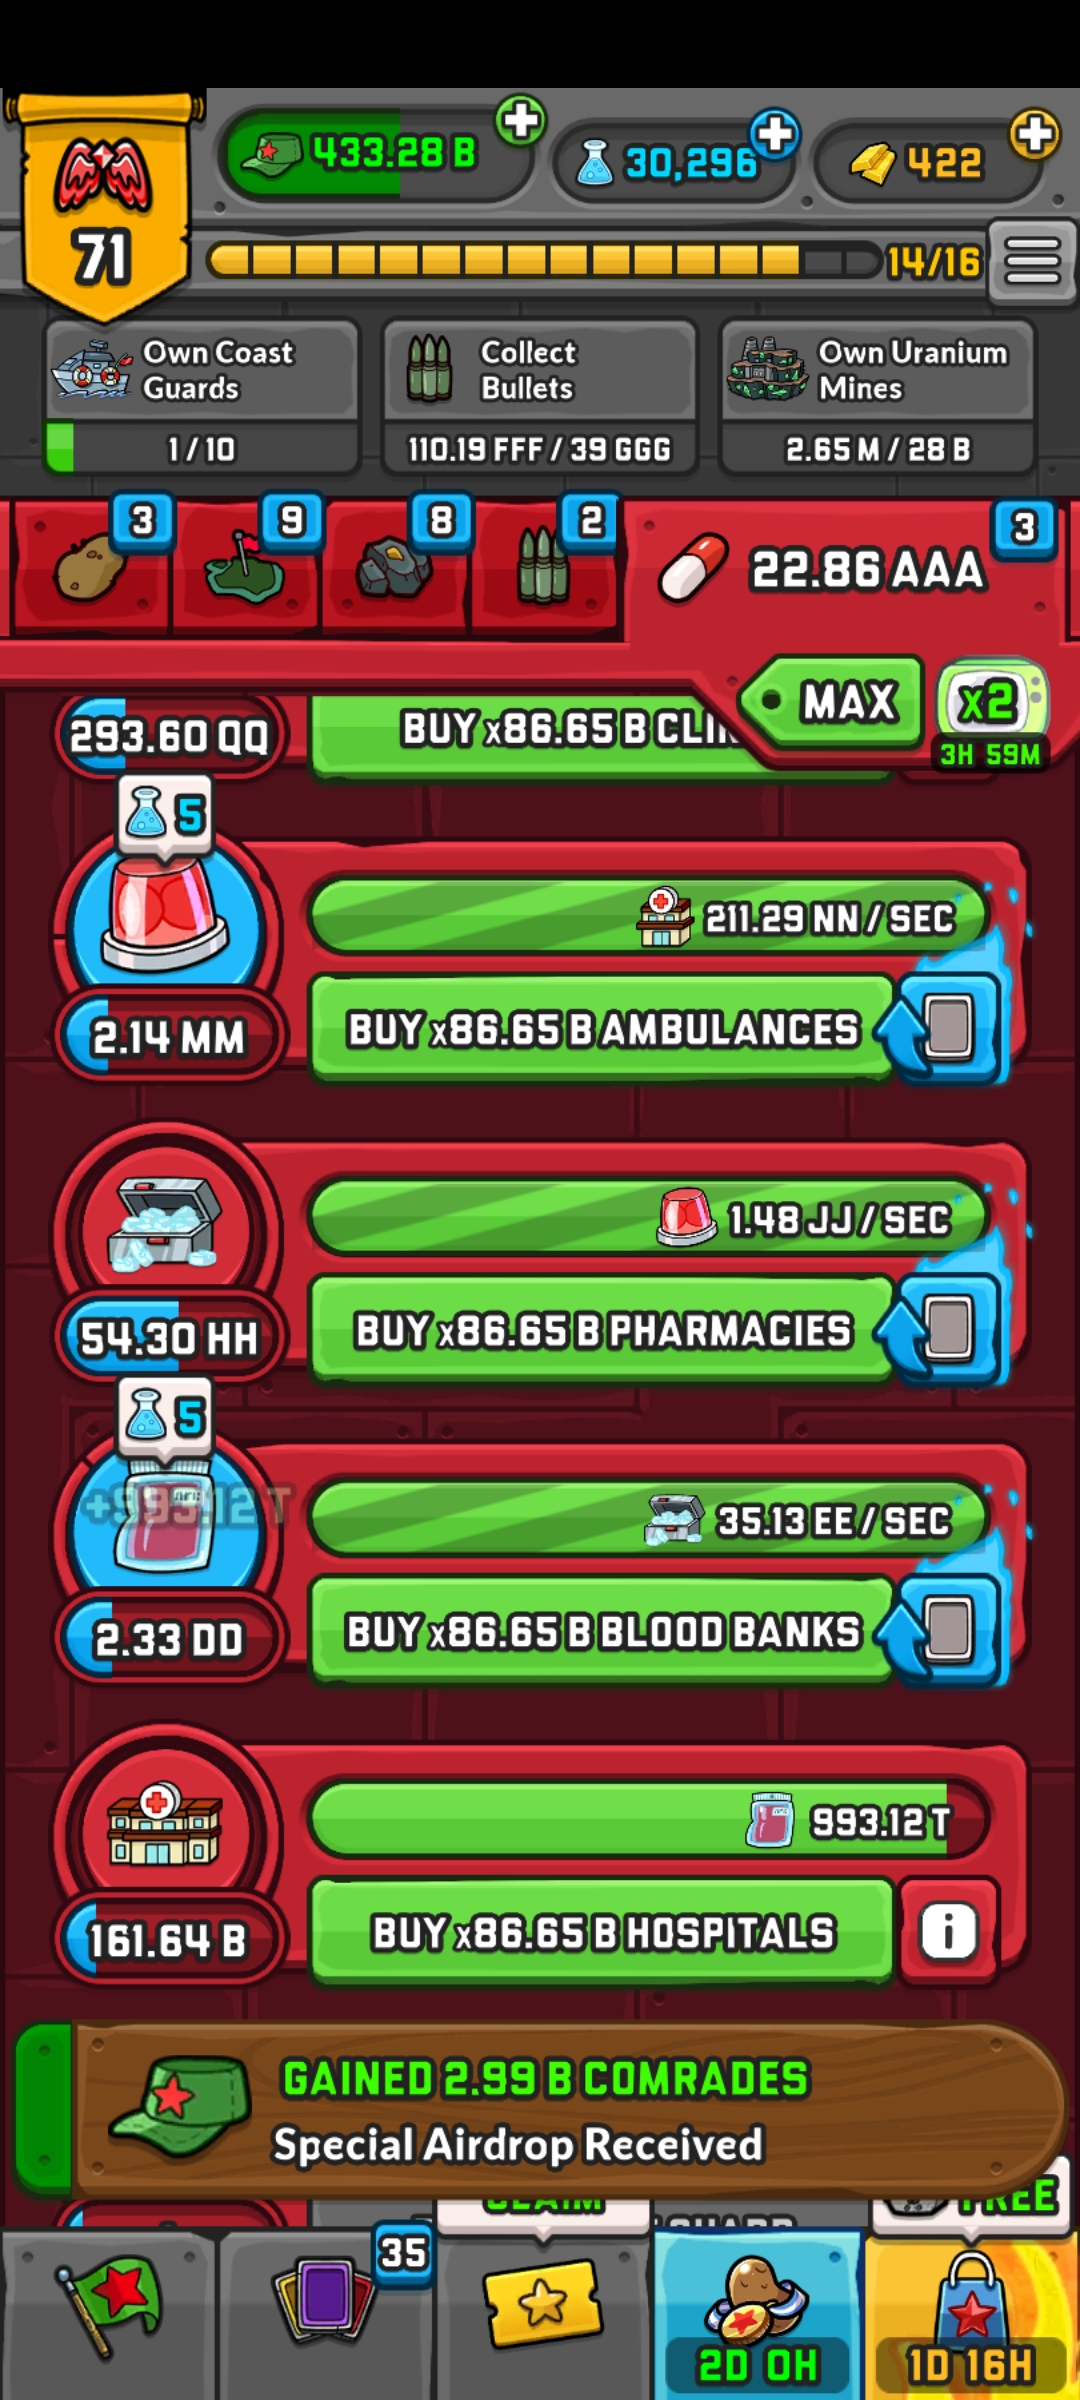 433.28 B
30,296
422
71
14/16
Own Coast
Guards
1 / 10
Collect
Bullets
110.19 FFF / 39 GGG
Own Uranium
Mines
2.65 M / 28 B
3
9
8
2
3
22.86 AAA
MAX
x2
3H 59M
293.60 QQ
BUY x86.65 B
5
211.29 NN / SEC
2.14 MM
BUY x86.65 B AMBULANCES
1.48 JJ / SEC
54.30 HH
BUY x86.65 B PHARMACIES
5
+993.12 T
35.13 EE / SEC
2.33 DD
BUY x86.65 B BLOOD BANKS
993.12 T
161.64 B
BUY x86.65 B HOSPITALS
i
GAINED 2.99 B COMRADES
Special Airdrop Received
CLAIM
GUARD
FREE
35
2D 0H
1D 16H